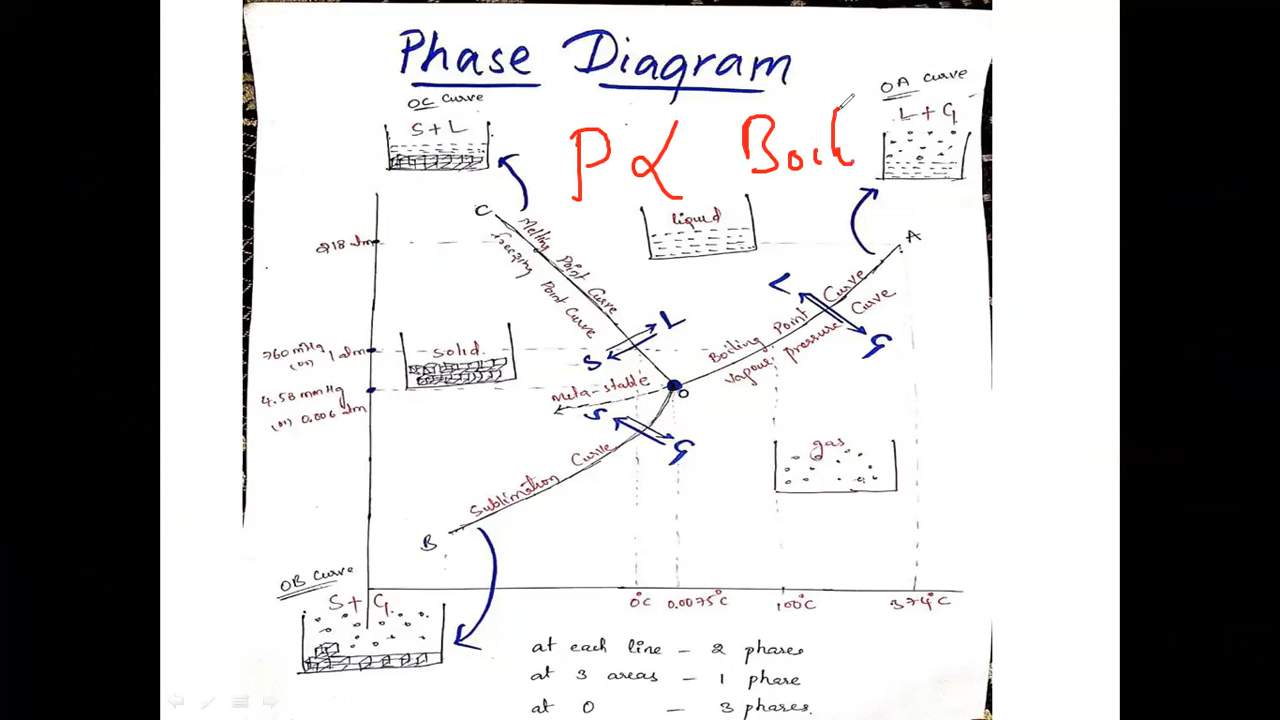 Phase Diagram
OC curve
S + L
P ∝ Boil
OA curve
L + G
liquid
C
Melting Point Curve
freezing Point Curve
A
218 atm
L
G
Boiling Point Curve
Vapour pressure Curve
S
L
760 mmHg
(or) 1 atm
solid
4.58 mmHg
(or) 0.006 atm
meta-stable
O
S
G
gas
Sublimation Curve
B
OB curve
S + G
0°C
0.0075°C
100°C
374°C
at each line - 2 phases
at 3 areas - 1 phase
at O - 3 phases.